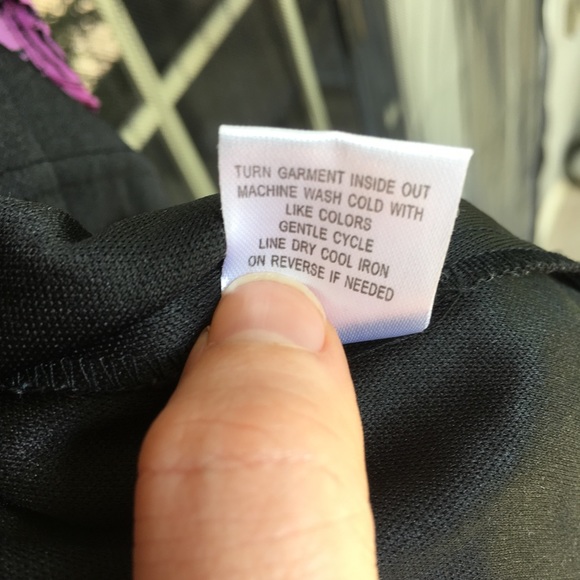 TURN GARMENT INSIDE OUT
MACHINE WASH COLD WITH
LIKE COLORS
GENTLE CYCLE
LINE DRY COOL IRON
ON REVERSE IF NEEDED